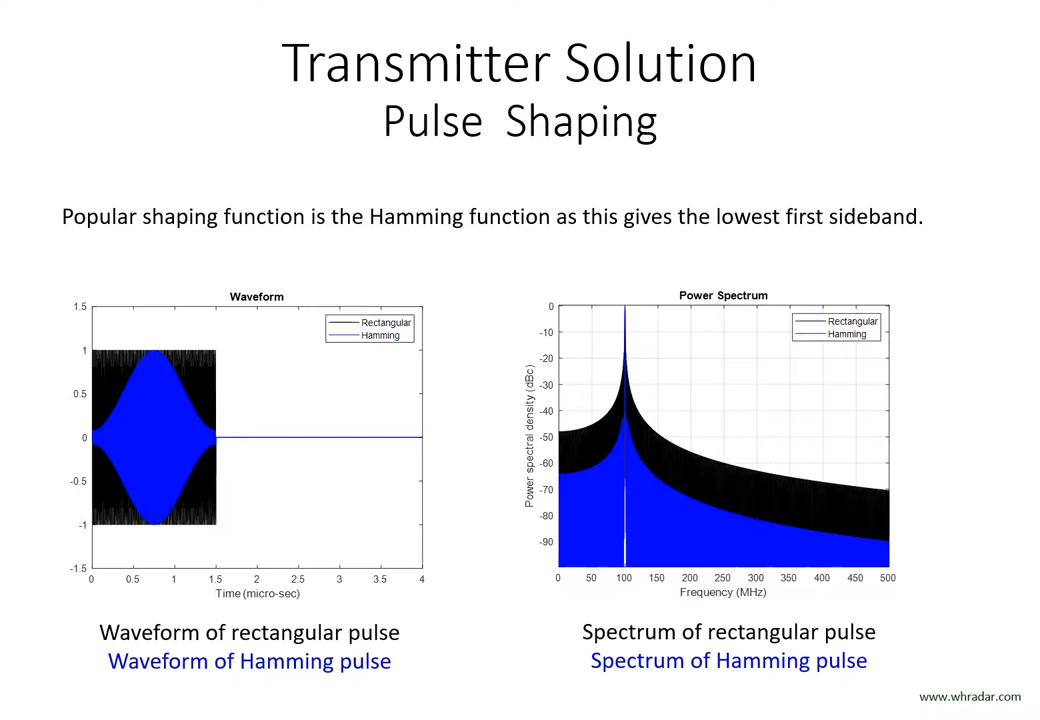 Transmitter Solution
Pulse Shaping
Popular shaping function is the Hamming function as this gives the lowest first sideband.
Waveform
1.5
1
0.5
0
-0.5
-1
-1.5
Rectangular
Hamming
0 0.5 1 1.5 2 2.5 3 3.5 4
Time (micro-sec)
Waveform of rectangular pulse
Waveform of Hamming pulse
Power Spectrum
Power spectral density (dBc)
0
-10
-20
-30
-40
-50
-60
-70
-80
-90
Rectangular
Hamming
0 50 100 150 200 250 300 350 400 450 500
Frequency (MHz)
Spectrum of rectangular pulse
Spectrum of Hamming pulse
www.whradar.com